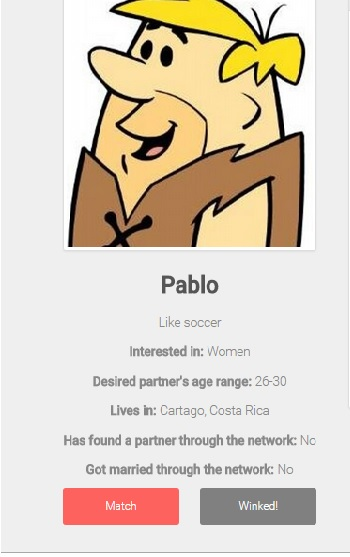 Pablo
Like soccer
Interested in: Women
Desired partner's age range: 26-30
Lives in: Cartago, Costa Rica
Has found a partner through the network: No
Got married through the network: No
Match Winked!